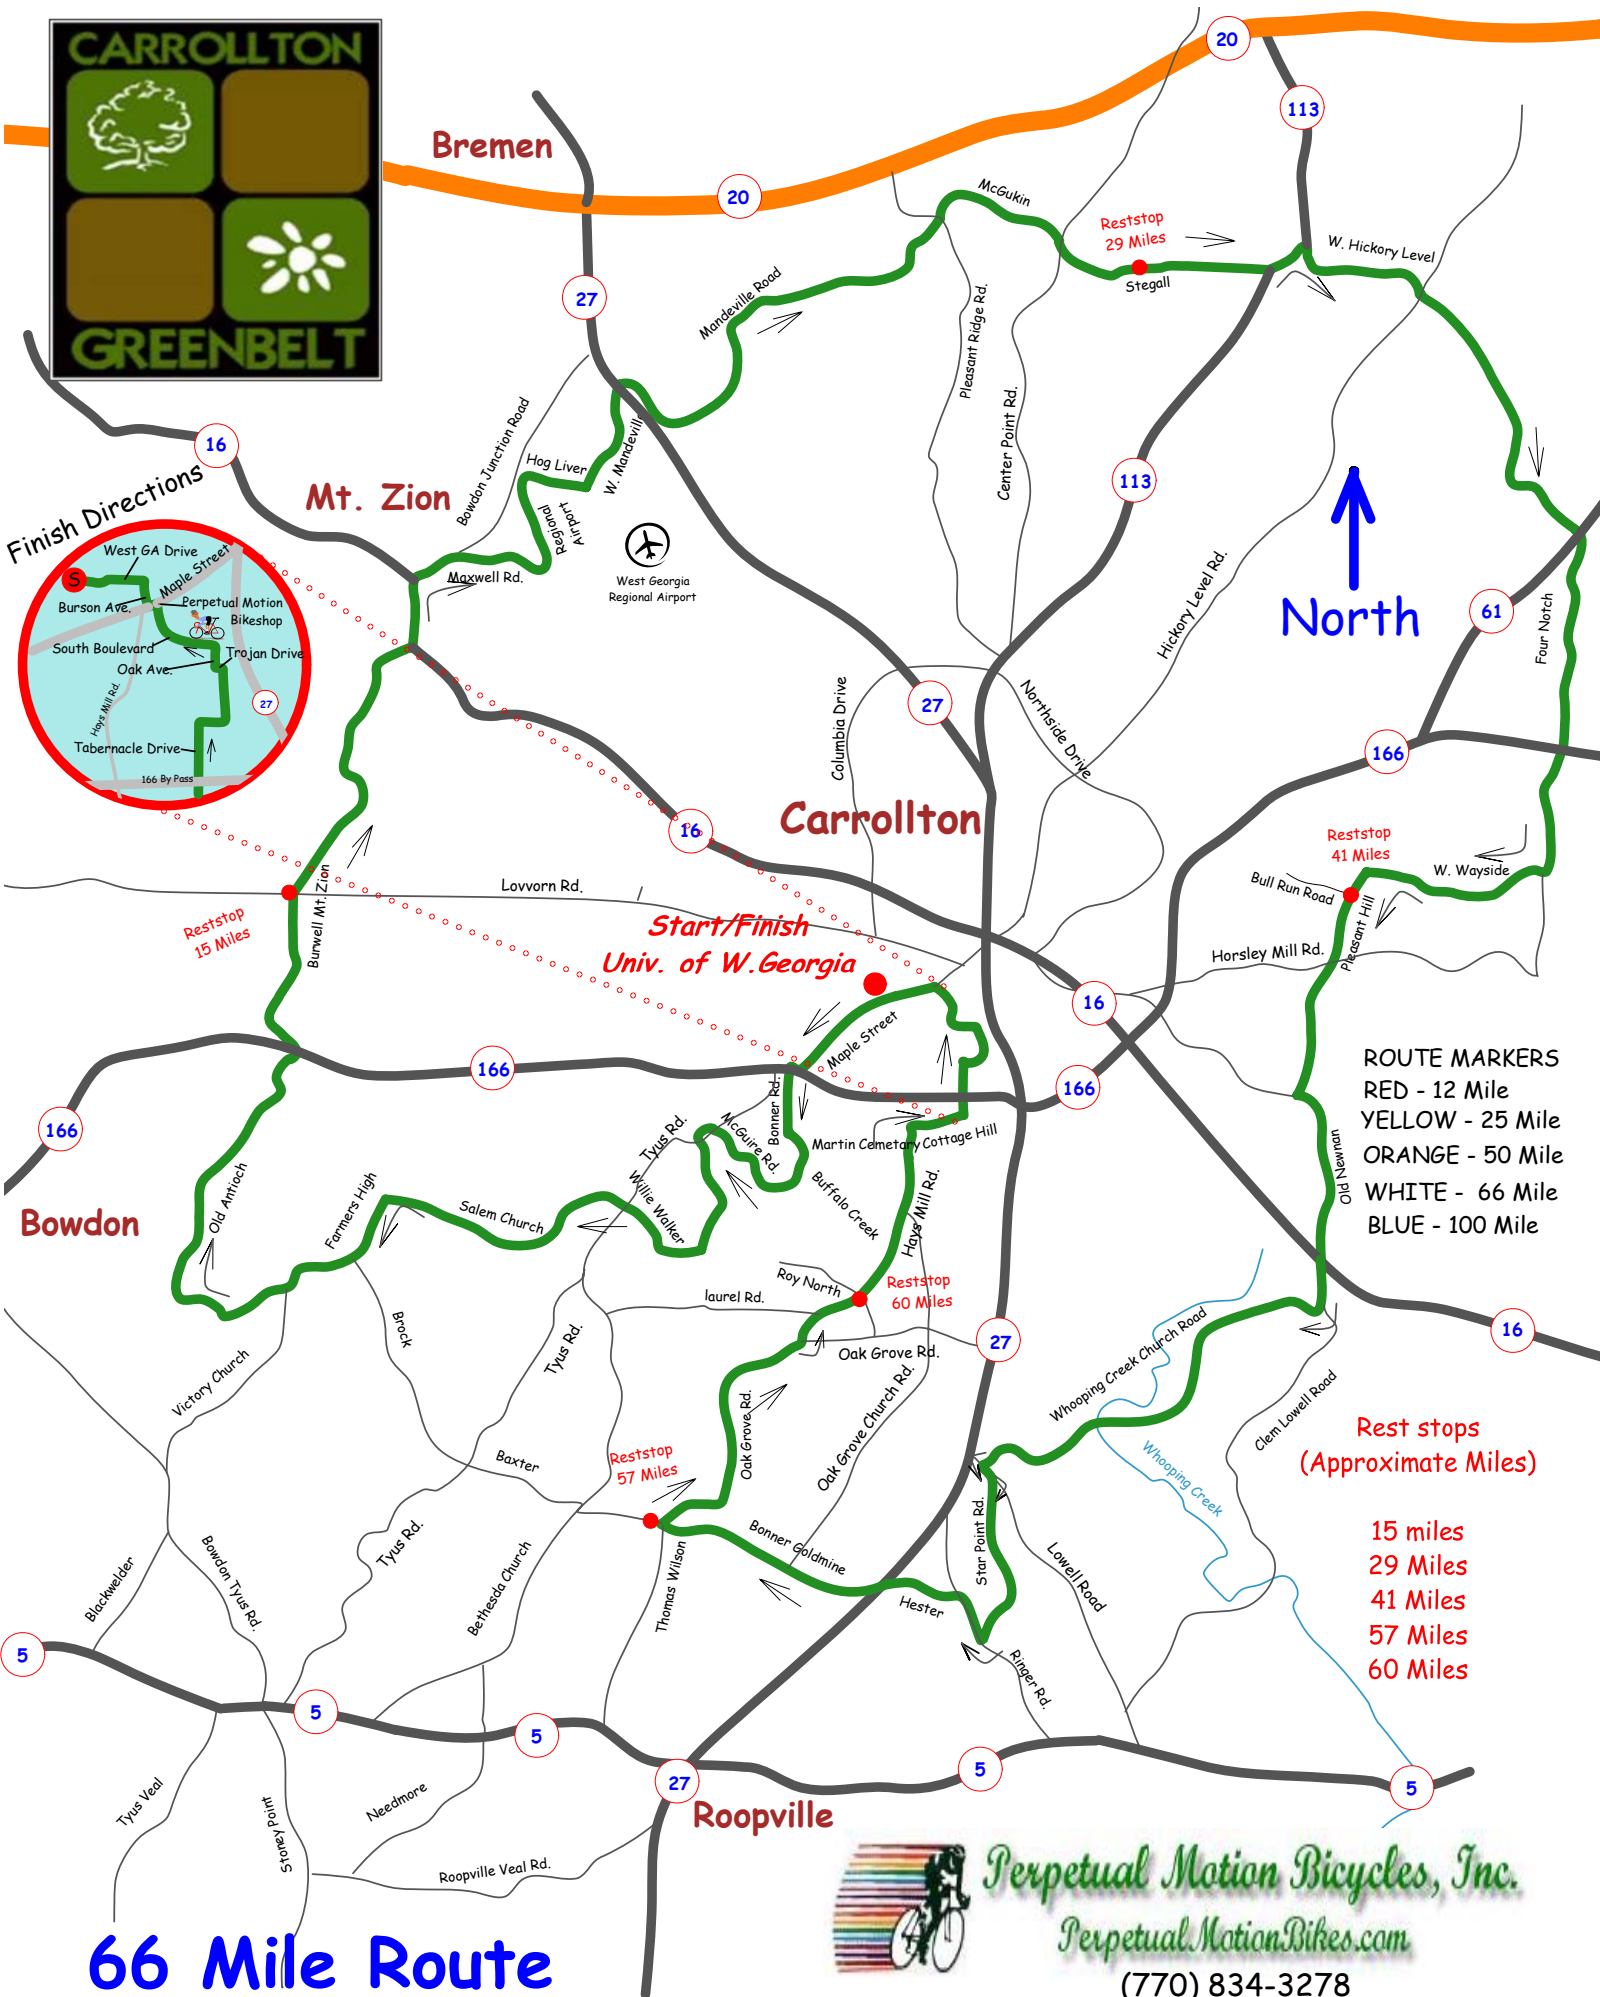 CARROLLTON
GREENBELT
Bremen
20
20
113
McGukin
Reststop
29 Miles
W. Hickory Level
Stegall
27
Mandeville Road
Pleasant Ridge Rd.
Center Point Rd.
16
Mt. Zion
Bowdon Junction Road
Hog Liver
W. Mandeville
Regional
Airport
Maxwell Rd.
West Georgia
Regional Airport
113
Hickory Level Rd.
North
61
Four Notch
Finish Directions
West GA Drive
Maple Street
S
Burson Ave.
Perpetual Motion
Bikeshop
South Boulevard
Trojan Drive
Oak Ave.
Hays Mill Rd.
27
Tabernacle Drive
166 By Pass
27
Columbia Drive
Northside Drive
166
Carrollton
16
Reststop
41 Miles
W. Wayside
Bull Run Road
Pleasant Hill
Lovvorn Rd.
Reststop
15 Miles
Burwell Mt. Zion
Start/Finish
Univ. of W.Georgia
Horsley Mill Rd.
16
Maple Street
166
166
166
ROUTE MARKERS
RED - 12 Mile
YELLOW - 25 Mile
ORANGE - 50 Mile
WHITE - 66 Mile
BLUE - 100 Mile
Old Newnan
Bonner Rd.
Martin Cemetary
Cottage Hill
Tyus Rd.
McGuire Rd.
Willie Walker
Buffalo Creek
Hays Mill Rd.
Bowdon
Old Antioch
Farmers High
Salem Church
Roy North
Reststop
60 Miles
laurel Rd.
Oak Grove Rd.
27
16
Whooping Creek Church Road
Brock
Tyus Rd.
Victory Church
Oak Grove Rd.
Oak Grove Church Rd.
Clem Lowell Road
Whooping Creek
Rest stops
(Approximate Miles)
15 miles
29 Miles
41 Miles
57 Miles
60 Miles
Baxter
Reststop
57 Miles
Bonner Goldmine
Star Point Rd.
Lowell Road
Tyus Rd.
Bowdon Tyus Rd.
Blackwelder
Bethesda Church
Thomas Wilson
Hester
Ringer Rd.
5
5
5
27
5
5
Roopville
Tyus Veal
Stoney Point
Needmore
Roopville Veal Rd.
66 Mile Route
Perpetual Motion Bicycles, Inc.
PerpetualMotionBikes.com
(770) 834-3278